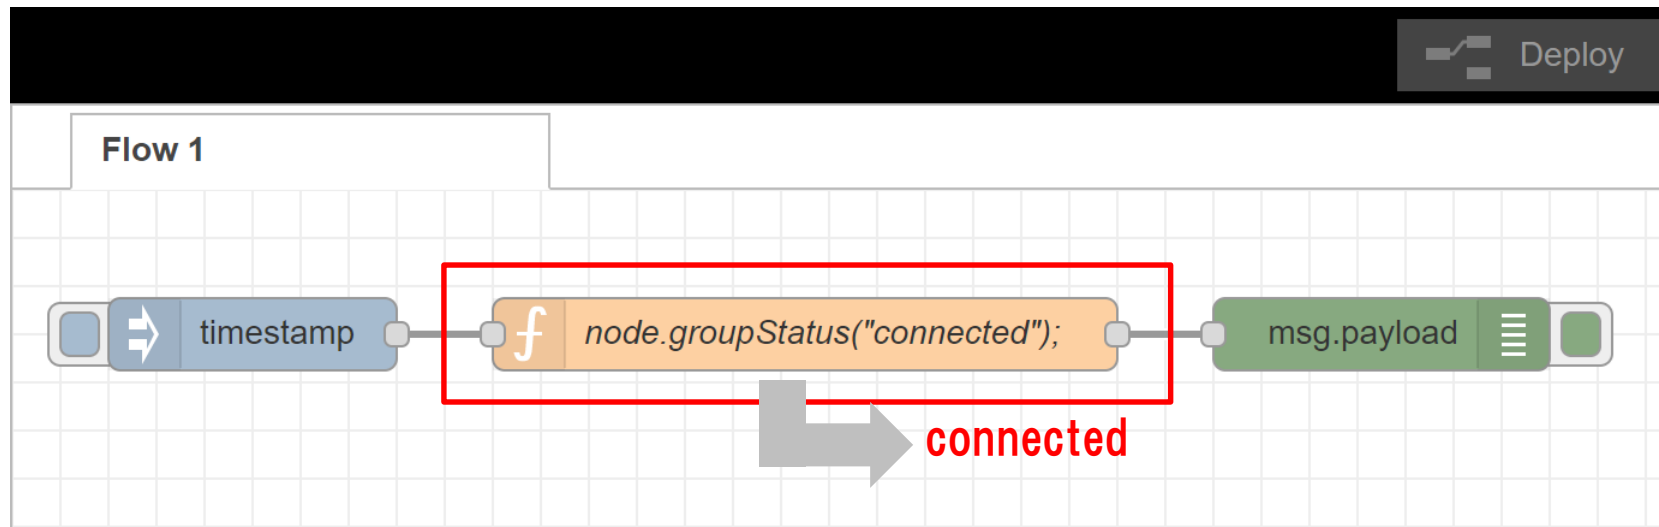 Deploy
Flow 1
timestamp
node.groupStatus("connected");
msg.payload
connected